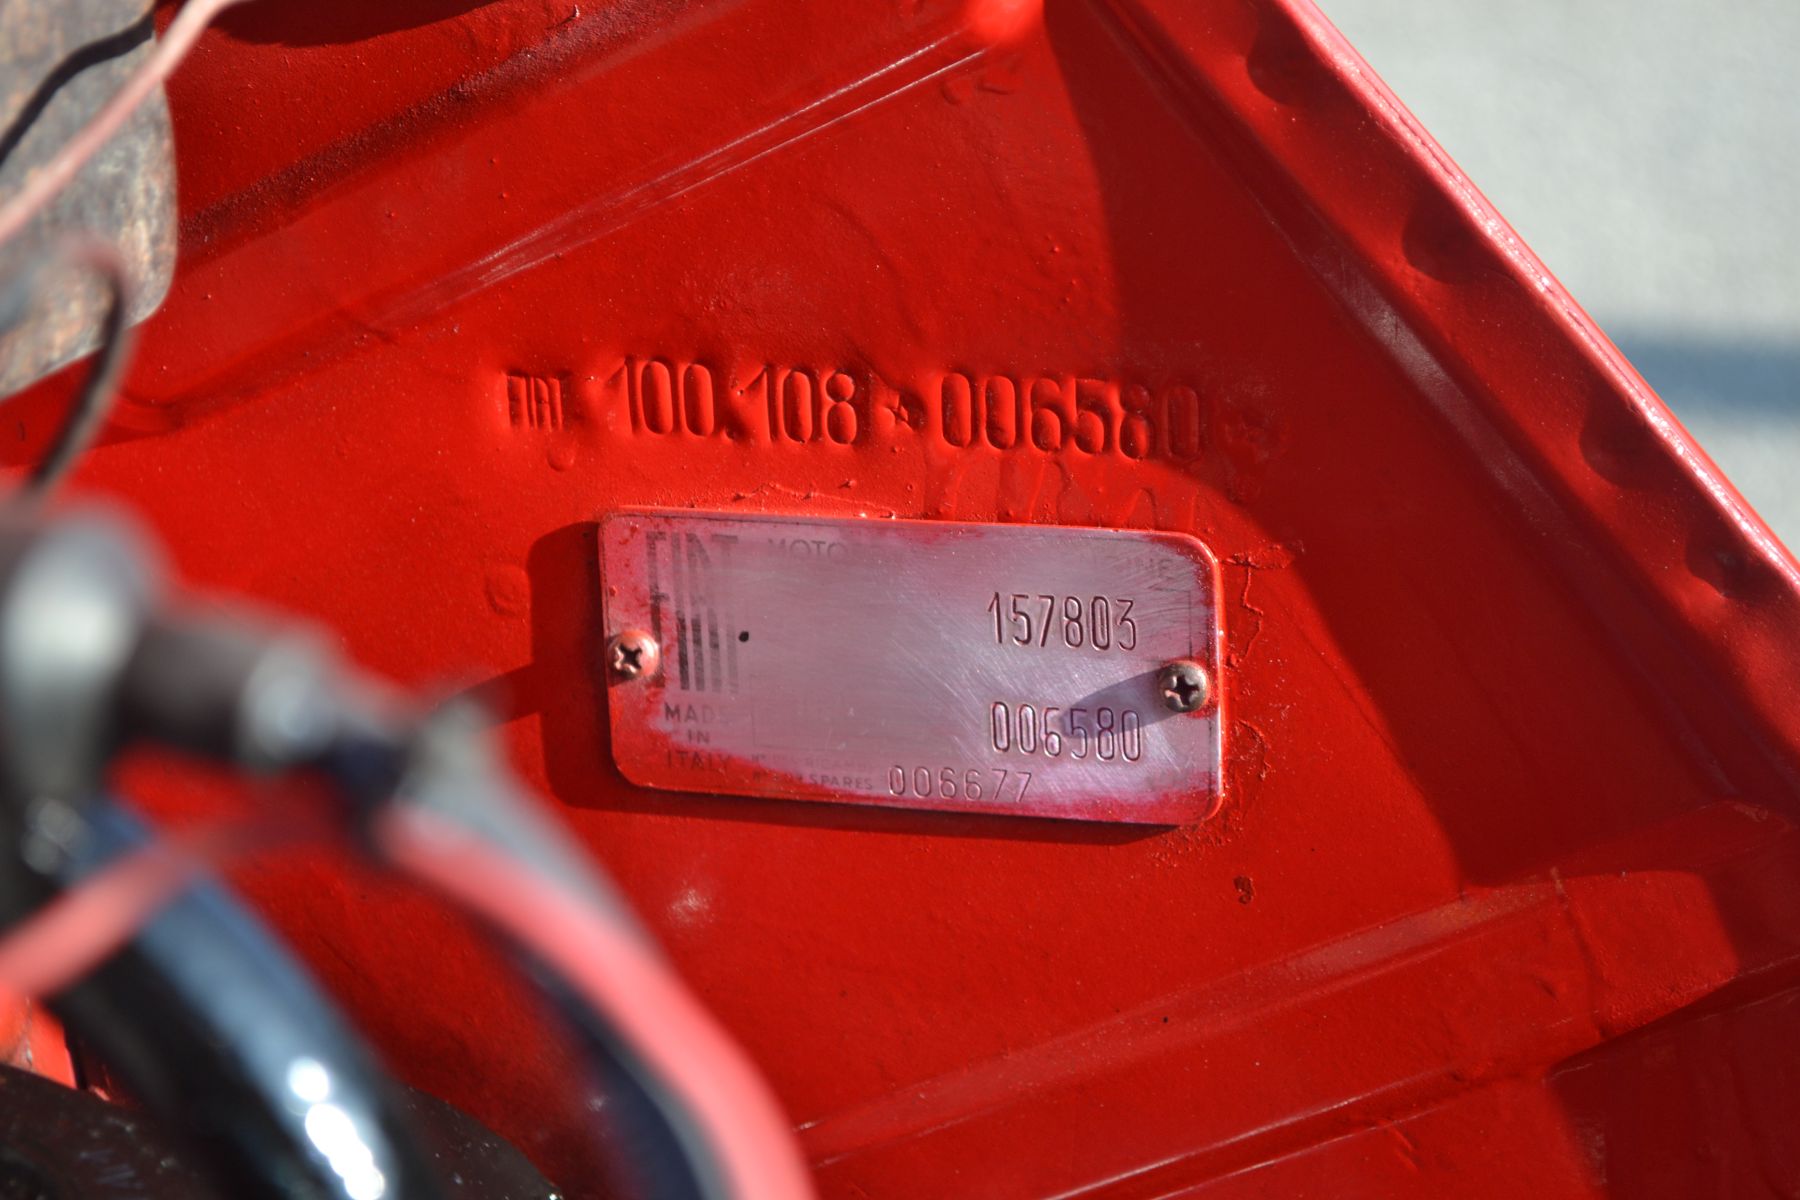 FIAT 100.108 ★ 006580 ★
FIAT MOTO
157803
MADE
IN
ITALY
006580
SPARES 006677